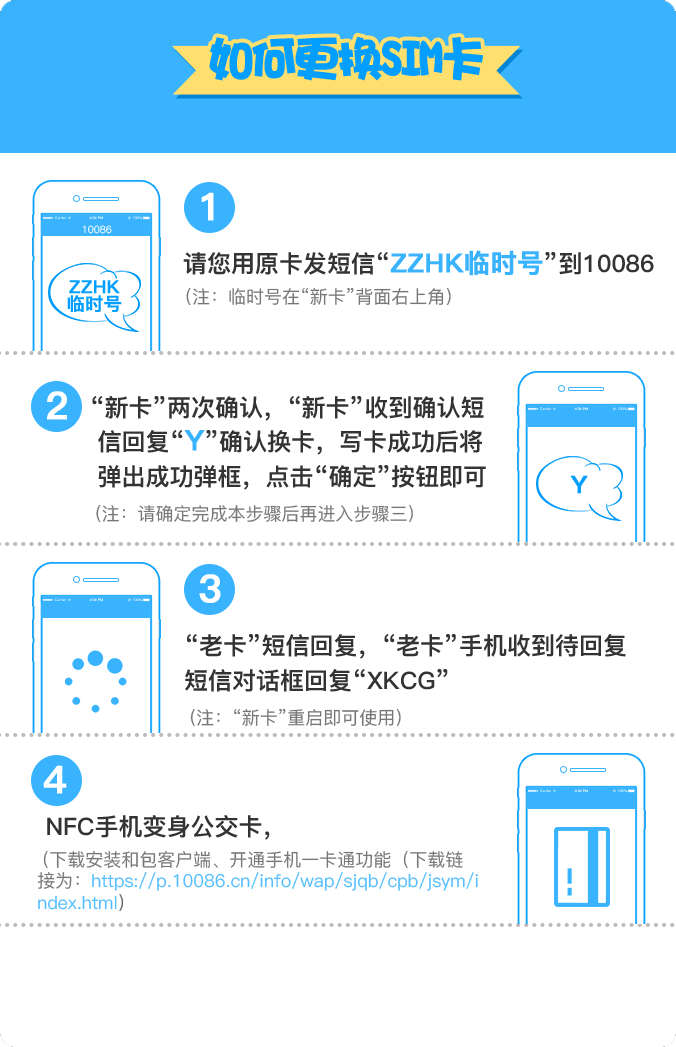 如何更换SIM卡
1
10086
ZZHK
临时号
请您用原卡发短信“ZZHK临时号”到10086
（注：临时号在“新卡”背面右上角）
2
“新卡”两次确认，“新卡”收到确认短
信回复“Y”确认换卡，写卡成功后将
弹出成功弹框，点击“确定”按钮即可
（注：请确定完成本步骤后再进入步骤三）
Y
3
“老卡”短信回复，“老卡”手机收到待回复
短信对话框回复“XKCG”
（注：“新卡”重启即可使用）
4
NFC手机变身公交卡，
（下载安装和包客户端、开通手机一卡通功能（下载链
接为：https://p.10086.cn/info/wap/sjqb/cpb/jsym/i
ndex.html）